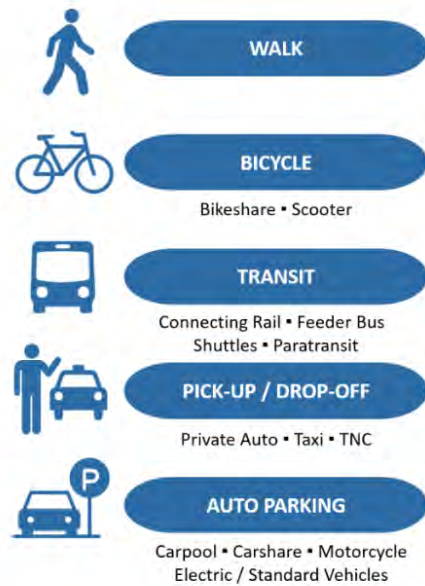 WALK
BICYCLE
Bikeshare ▪ Scooter
TRANSIT
Connecting Rail ▪ Feeder Bus
Shuttles ▪ Paratransit
PICK-UP / DROP-OFF
Private Auto ▪ Taxi ▪ TNC
P
AUTO PARKING
Carpool ▪ Carshare ▪ Motorcycle
Electric / Standard Vehicles